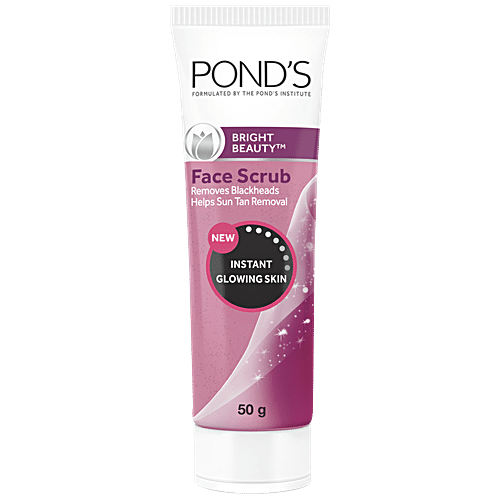 POND'S
FORMULATED BY THE POND'S INSTITUTE
BRIGHT
BEAUTY™
Face Scrub
Removes Blackheads
Helps Sun Tan Removal
NEW
INSTANT
GLOWING SKIN
50 g